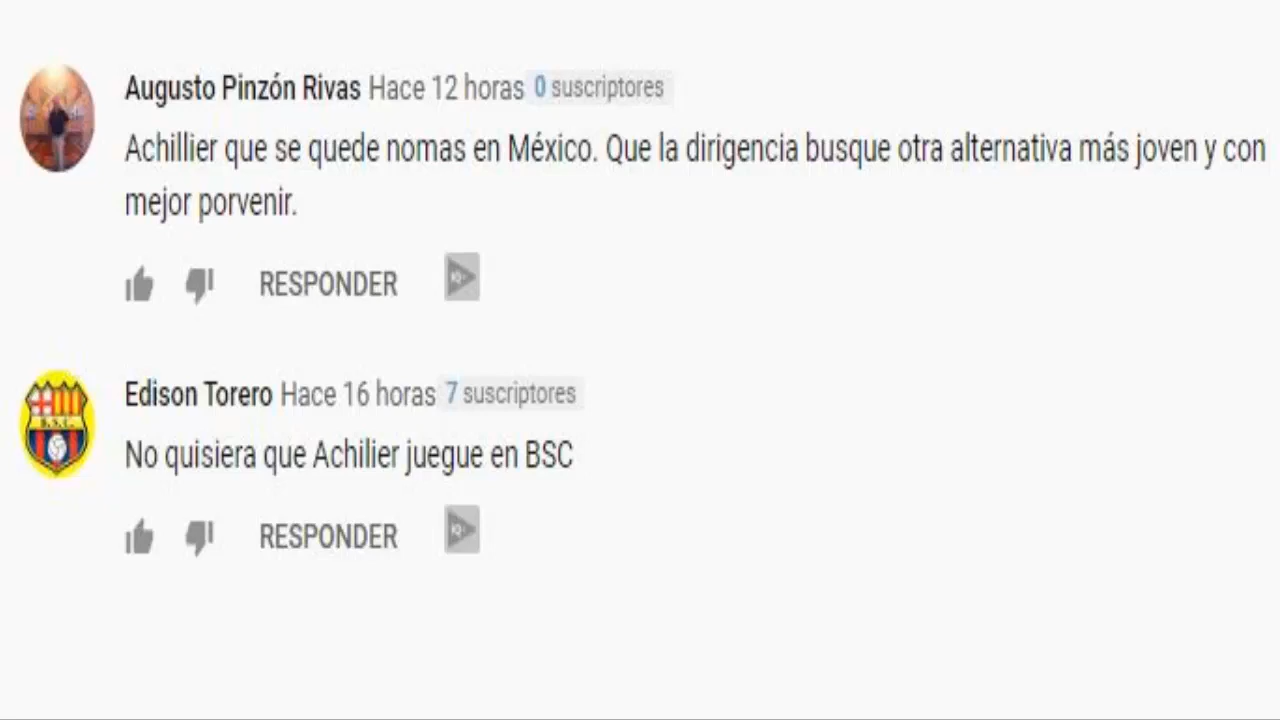 Augusto Pinzón Rivas Hace 12 horas 0 suscriptores
Achillier que se quede nomas en México. Que la dirigencia busque otra alternativa más joven y con
mejor porvenir.
RESPONDER
Edison Torero Hace 16 horas 7 suscriptores
B.S.C.
No quisiera que Achilier juegue en BSC
RESPONDER